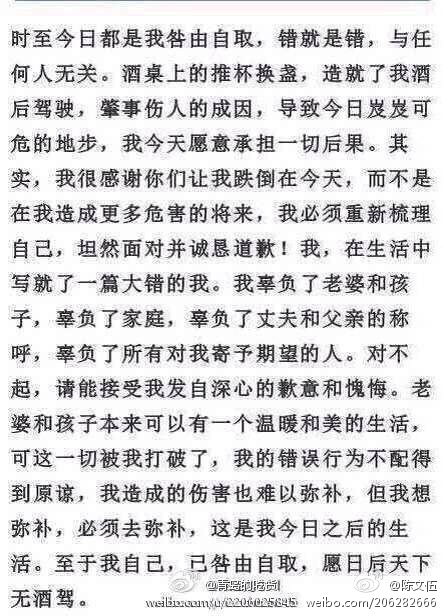 时至今日都是我咎由自取，错就是错，与任
何人无关。酒桌上的推杯换盏，造就了我酒
后驾驶，肇事伤人的成因，导致今日岌岌可
危的地步，我今天愿意承担一切后果。其
实，我很感谢你们让我跌倒在今天，而不是
在我造成更多危害的将来，我必须重新梳理
自己，坦然面对并诚恳道歉！我，在生活中
写就了一篇大错的我。我辜负了老婆和孩
子，辜负了家庭，辜负了丈夫和父亲的称
呼，辜负了所有对我寄予期望的人。对不
起，请能接受我发自深心的歉意和愧悔。老
婆和孩子本来可以有一个温暖和美的生活，
可这一切被我打破了，我的错误行为不配得
到原谅，我造成的伤害也难以弥补，但我想
弥补，必须去弥补，这是我今日之后的生
活。至于我自己，已咎由自取，愿日后天下
无酒驾。
@陈文伍
weibo.com/206282666